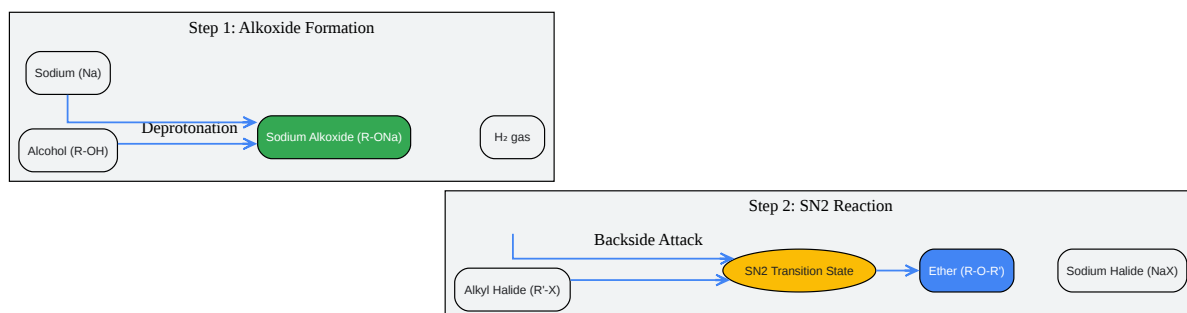 Step 1: Alkoxide Formation
Sodium (Na)
Deprotonation
Alcohol (R-OH)
Sodium Alkoxide (R-ONa)
H₂ gas
Step 2: SN2 Reaction
Backside Attack
Alkyl Halide (R'-X)
SN2 Transition State
Ether (R-O-R')
Sodium Halide (NaX)